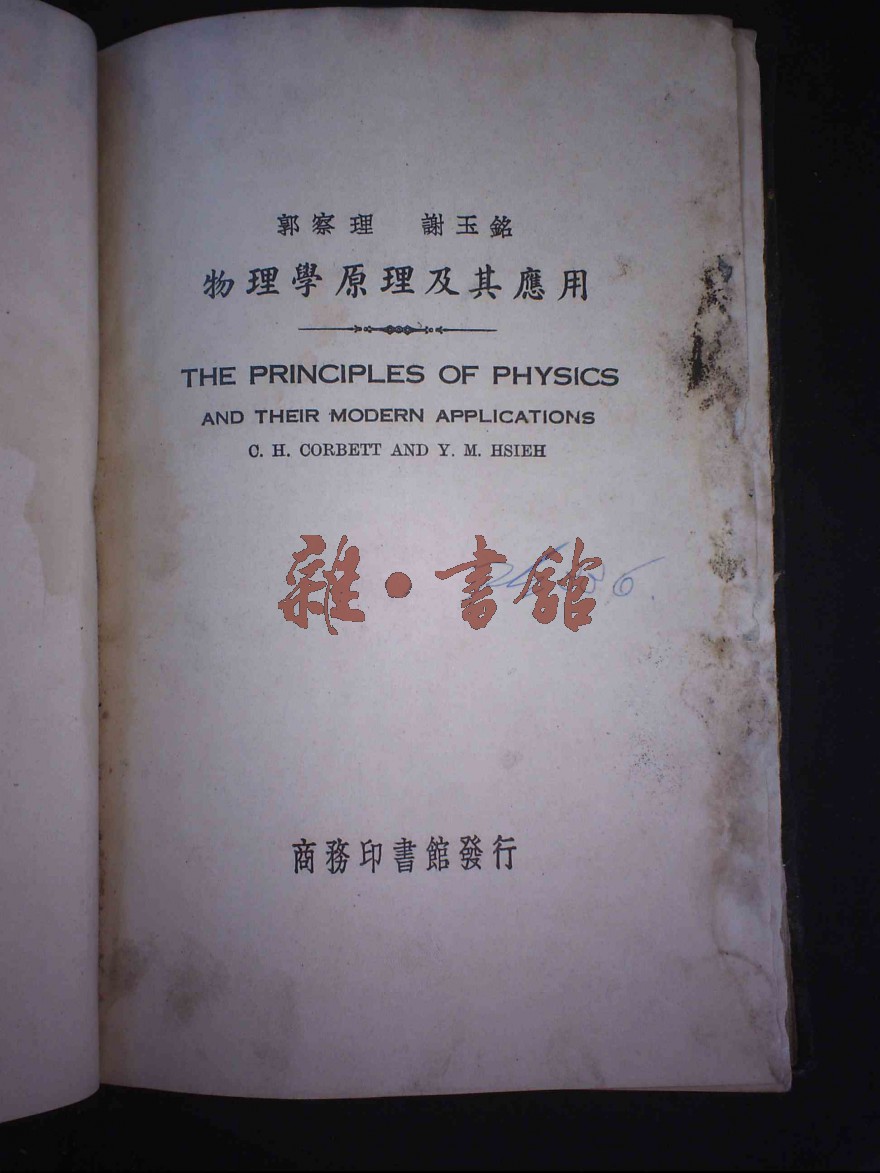 郭察理 謝玉銘
物理學原理及其應用
THE PRINCIPLES OF PHYSICS
AND THEIR MODERN APPLICATIONS
C. H. CORBETT AND Y. M. HSIEH
雜·書館
商務印書館發行